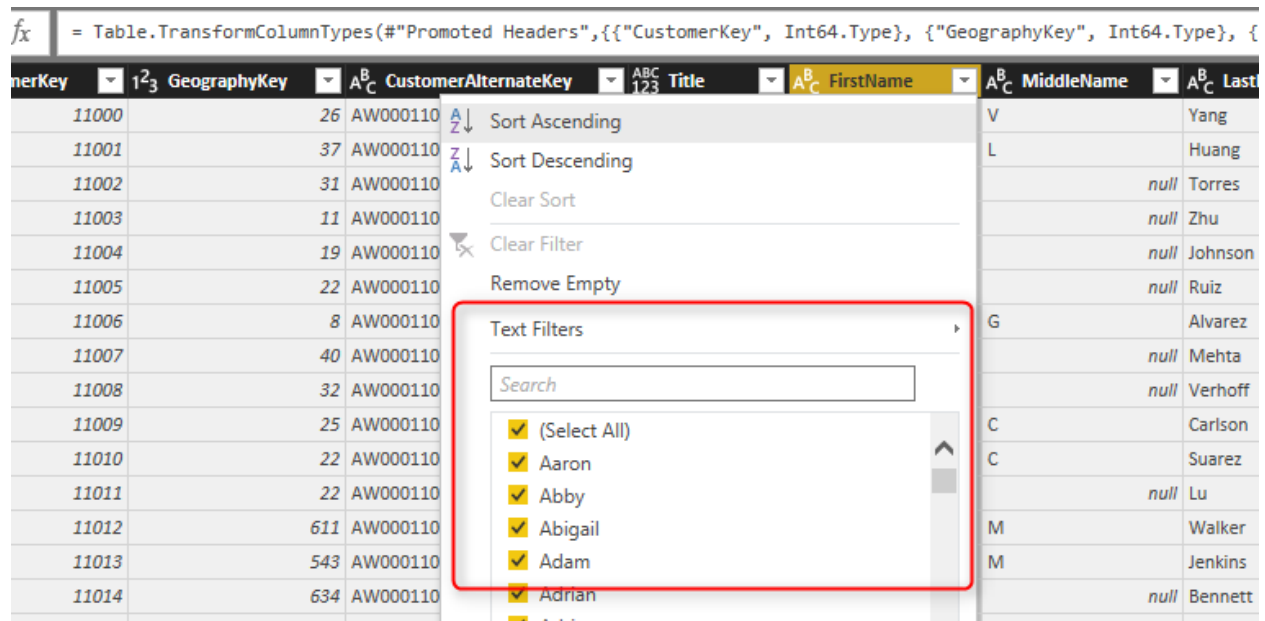 fx = Table.TransformColumnTypes(#"Promoted Headers",{{"CustomerKey", Int64.Type}, {"GeographyKey", Int64.Type}, {
merKey 123 GeographyKey ABC CustomerAlternateKey ABC123 Title ABC FirstName ABC MiddleName ABC Last
11000 26 AW000110 Sort Ascending V Yang
11001 37 AW000110 Sort Descending L Huang
11002 31 AW000110 Clear Sort null Torres
11003 11 AW000110 null Zhu
11004 19 AW000110 Clear Filter null Johnson
11005 22 AW000110 Remove Empty null Ruiz
11006 8 AW000110 Text Filters G Alvarez
11007 40 AW000110 null Mehta
11008 32 AW000110 Search null Verhoff
11009 25 AW000110 (Select All) C Carlson
11010 22 AW000110 Aaron C Suarez
11011 22 AW000110 Abby null Lu
11012 611 AW000110 Abigail M Walker
11013 543 AW000110 Adam M Jenkins
11014 634 AW000110 Adrian null Bennett